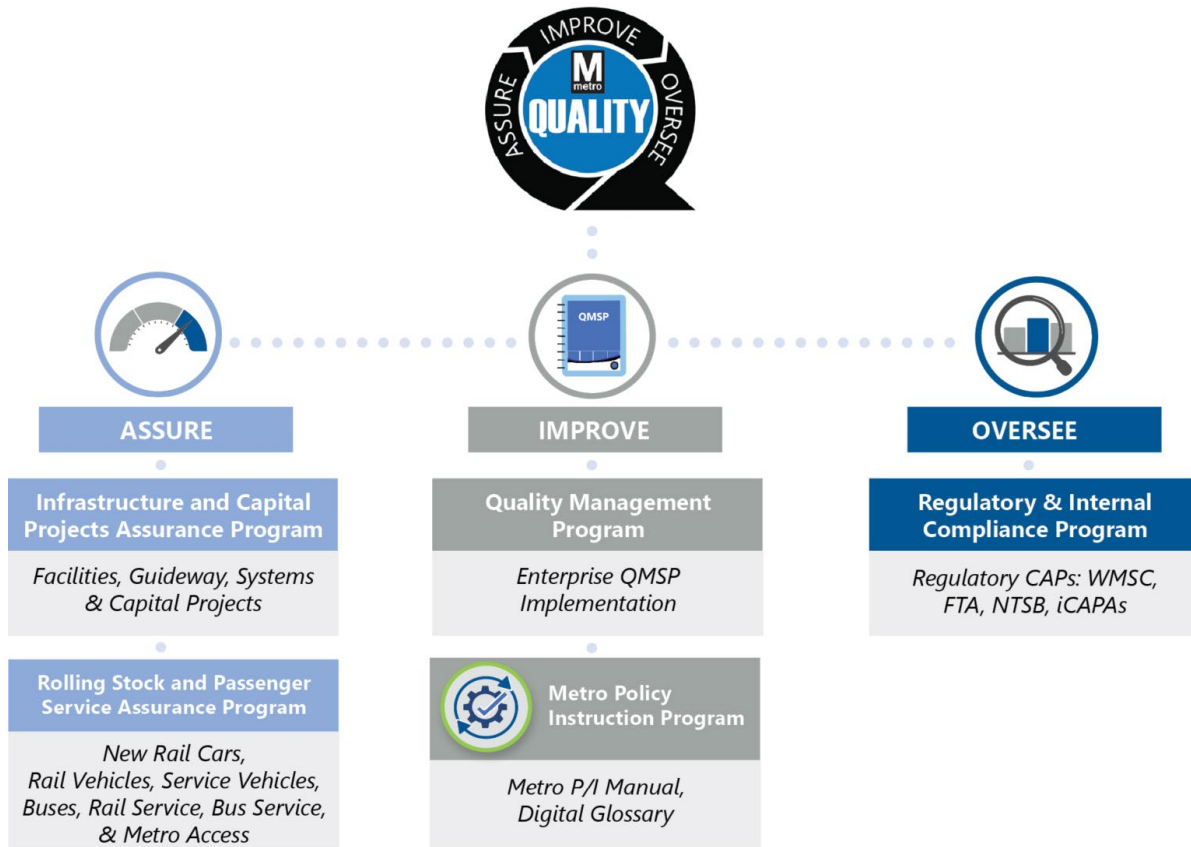 ASSURE
IMPROVE
OVERSEE
M
metro
QUALITY
QMSP
ASSURE
Infrastructure and Capital
Projects Assurance Program
Facilities, Guideway, Systems
& Capital Projects
Rolling Stock and Passenger
Service Assurance Program
New Rail Cars,
Rail Vehicles, Service Vehicles,
Buses, Rail Service, Bus Service,
& Metro Access
IMPROVE
Quality Management
Program
Enterprise QMSP
Implementation
Metro Policy
Instruction Program
Metro P/I Manual,
Digital Glossary
OVERSEE
Regulatory & Internal
Compliance Program
Regulatory CAPs: WMSC,
FTA, NTSB, iCAPAs